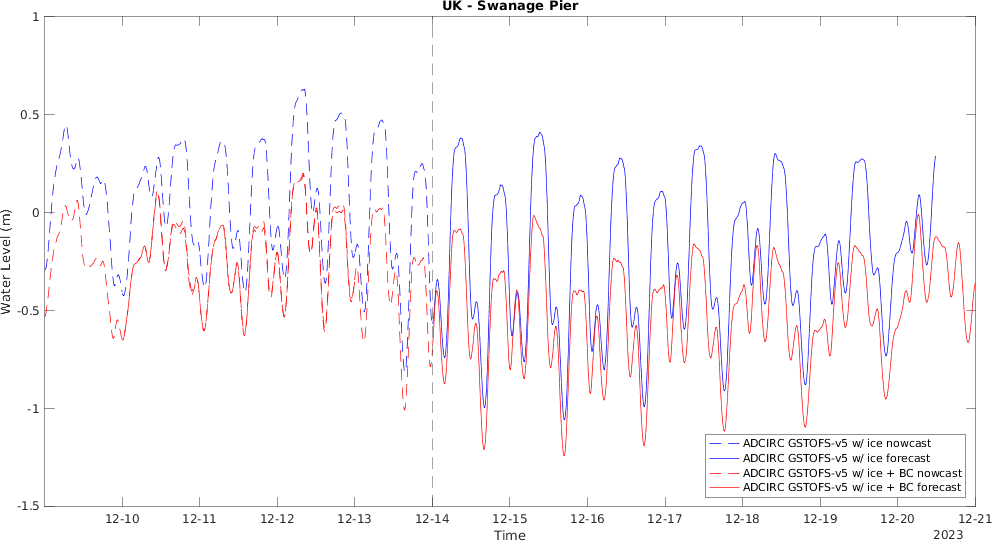 UK - Swanage Pier
1
0.5
0
-0.5
-1
-1.5
Water Level (m)
12-10 12-11 12-12 12-13 12-14 12-15 12-16 12-17 12-18 12-19 12-20 12-21
Time
2023
ADCIRC GSTOFS-v5 w/ ice nowcast
ADCIRC GSTOFS-v5 w/ ice forecast
ADCIRC GSTOFS-v5 w/ ice + BC nowcast
ADCIRC GSTOFS-v5 w/ ice + BC forecast